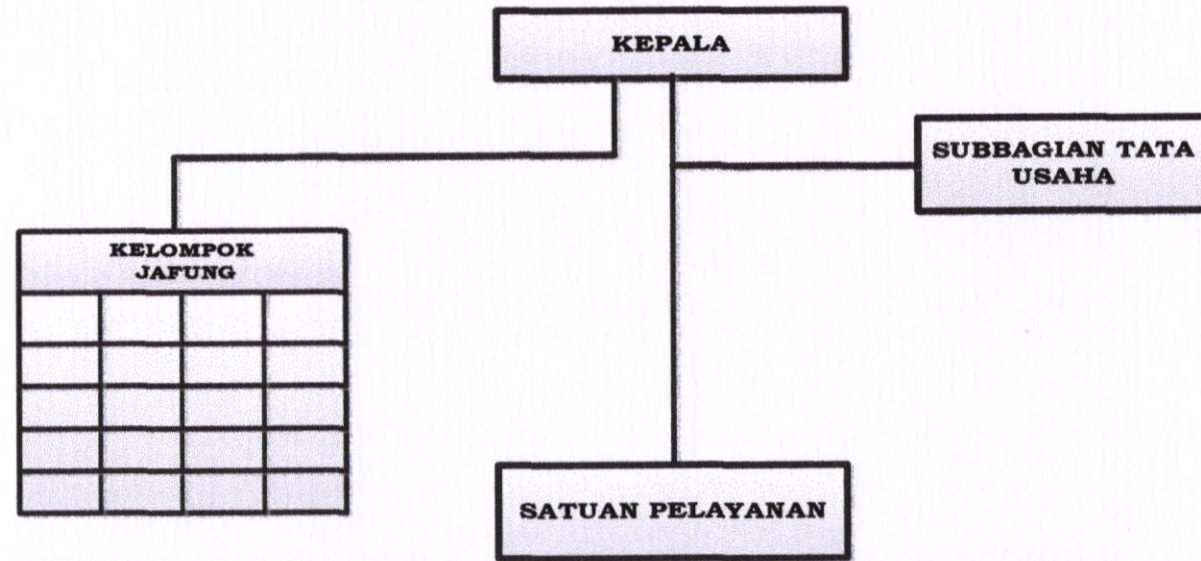 KEPALA
SUBBAGIAN TATA
USAHA
KELOMPOK
JAFUNG
SATUAN PELAYANAN